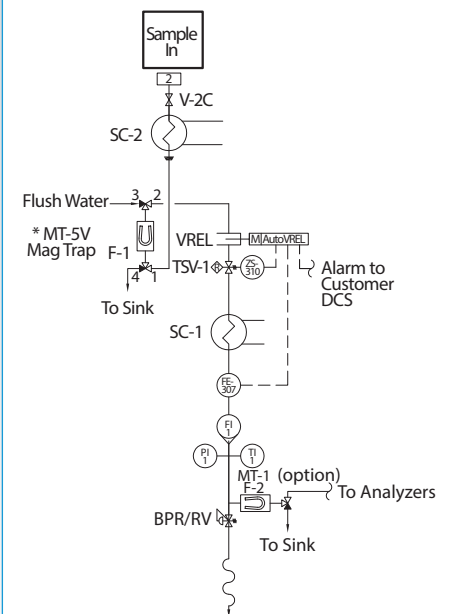 Sample
In
2
V-2C
SC-2
Flush Water
3 2
* MT-5V
Mag Trap
F-1
4 1
To Sink
VREL
M|AutoVREL
TSV-1
R
ZS-
310
Alarm to
Customer
DCS
SC-1
FE-
307
FI
1
PI
1
TI
1
MT-1 (option)
F-2
To Analyzers
BPR/RV
To Sink